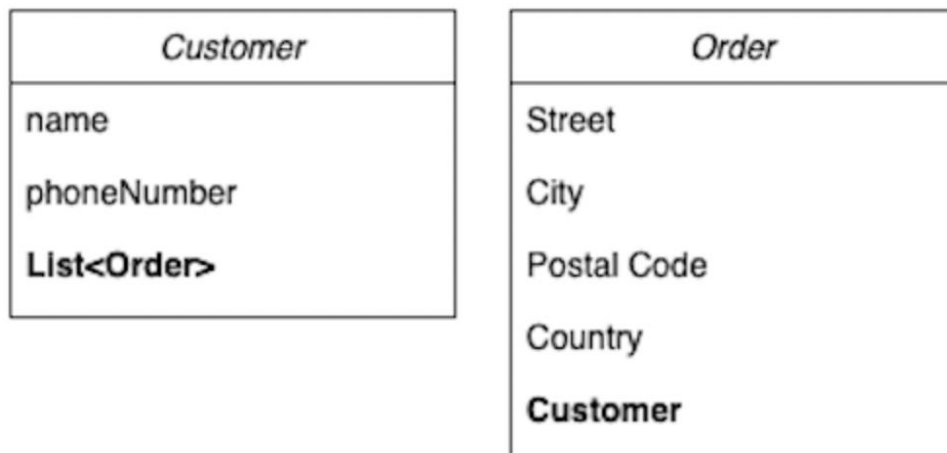 Customer
name
phoneNumber
List<Order>
Order
Street
City
Postal Code
Country
Customer